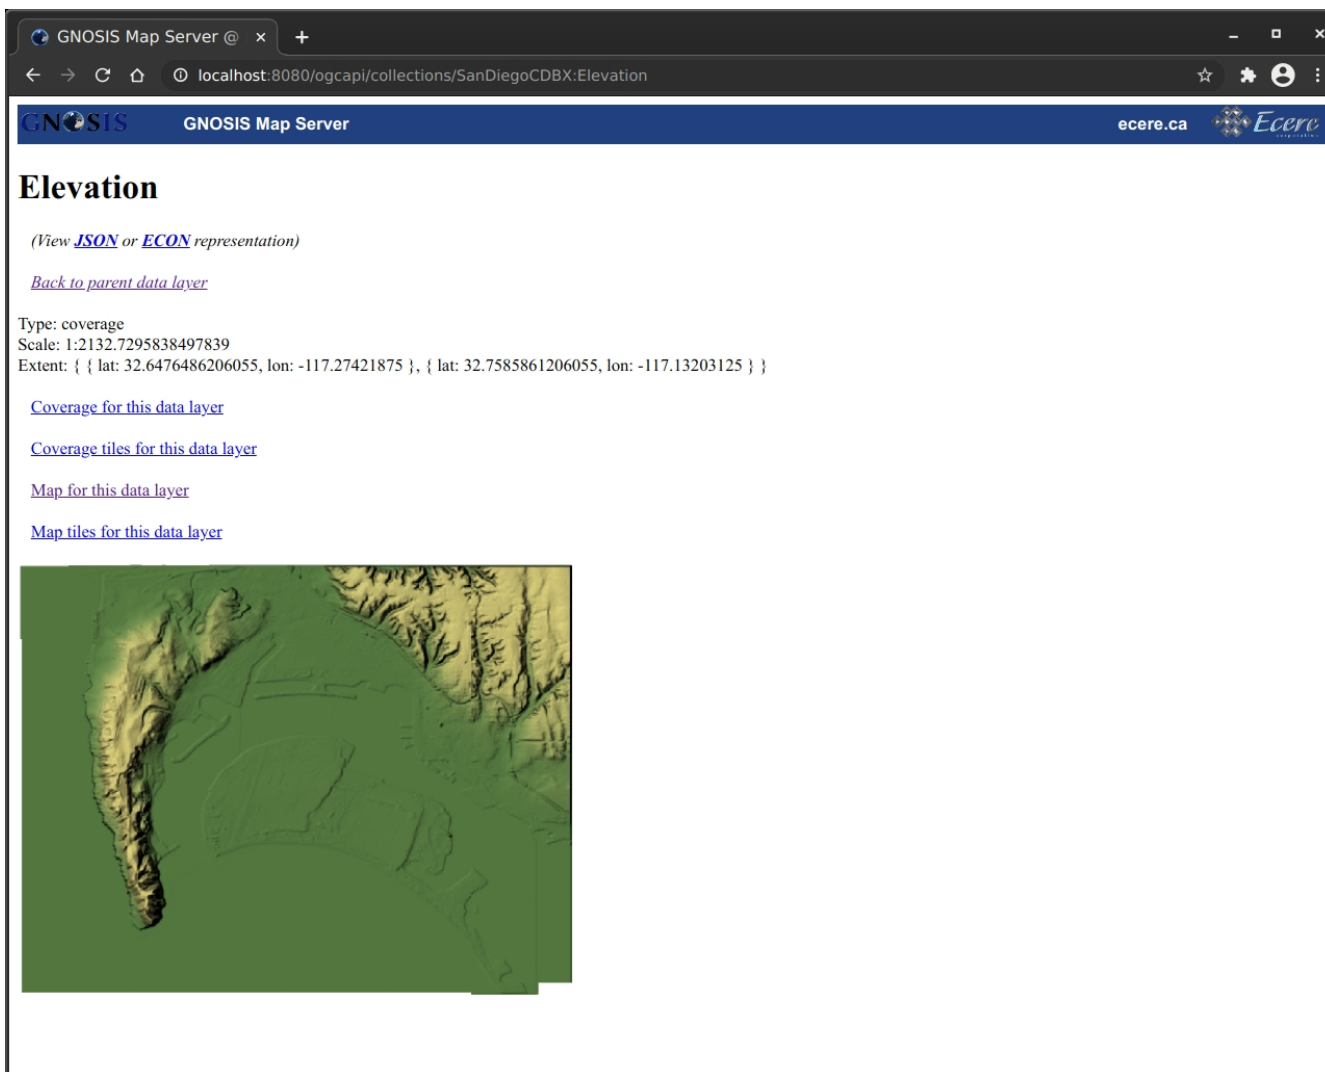 GNOSIS Map Server @
localhost:8080/ogcapi/collections/SanDiegoCDBX:Elevation
GNOSIS GNOSIS Map Server ecere.ca Ecere
Elevation
(View JSON or ECON representation)
Back to parent data layer
Type: coverage
Scale: 1:2132.7295838497839
Extent: { { lat: 32.6476486206055, lon: -117.27421875 }, { lat: 32.7585861206055, lon: -117.13203125 } }
Coverage for this data layer
Coverage tiles for this data layer
Map for this data layer
Map tiles for this data layer